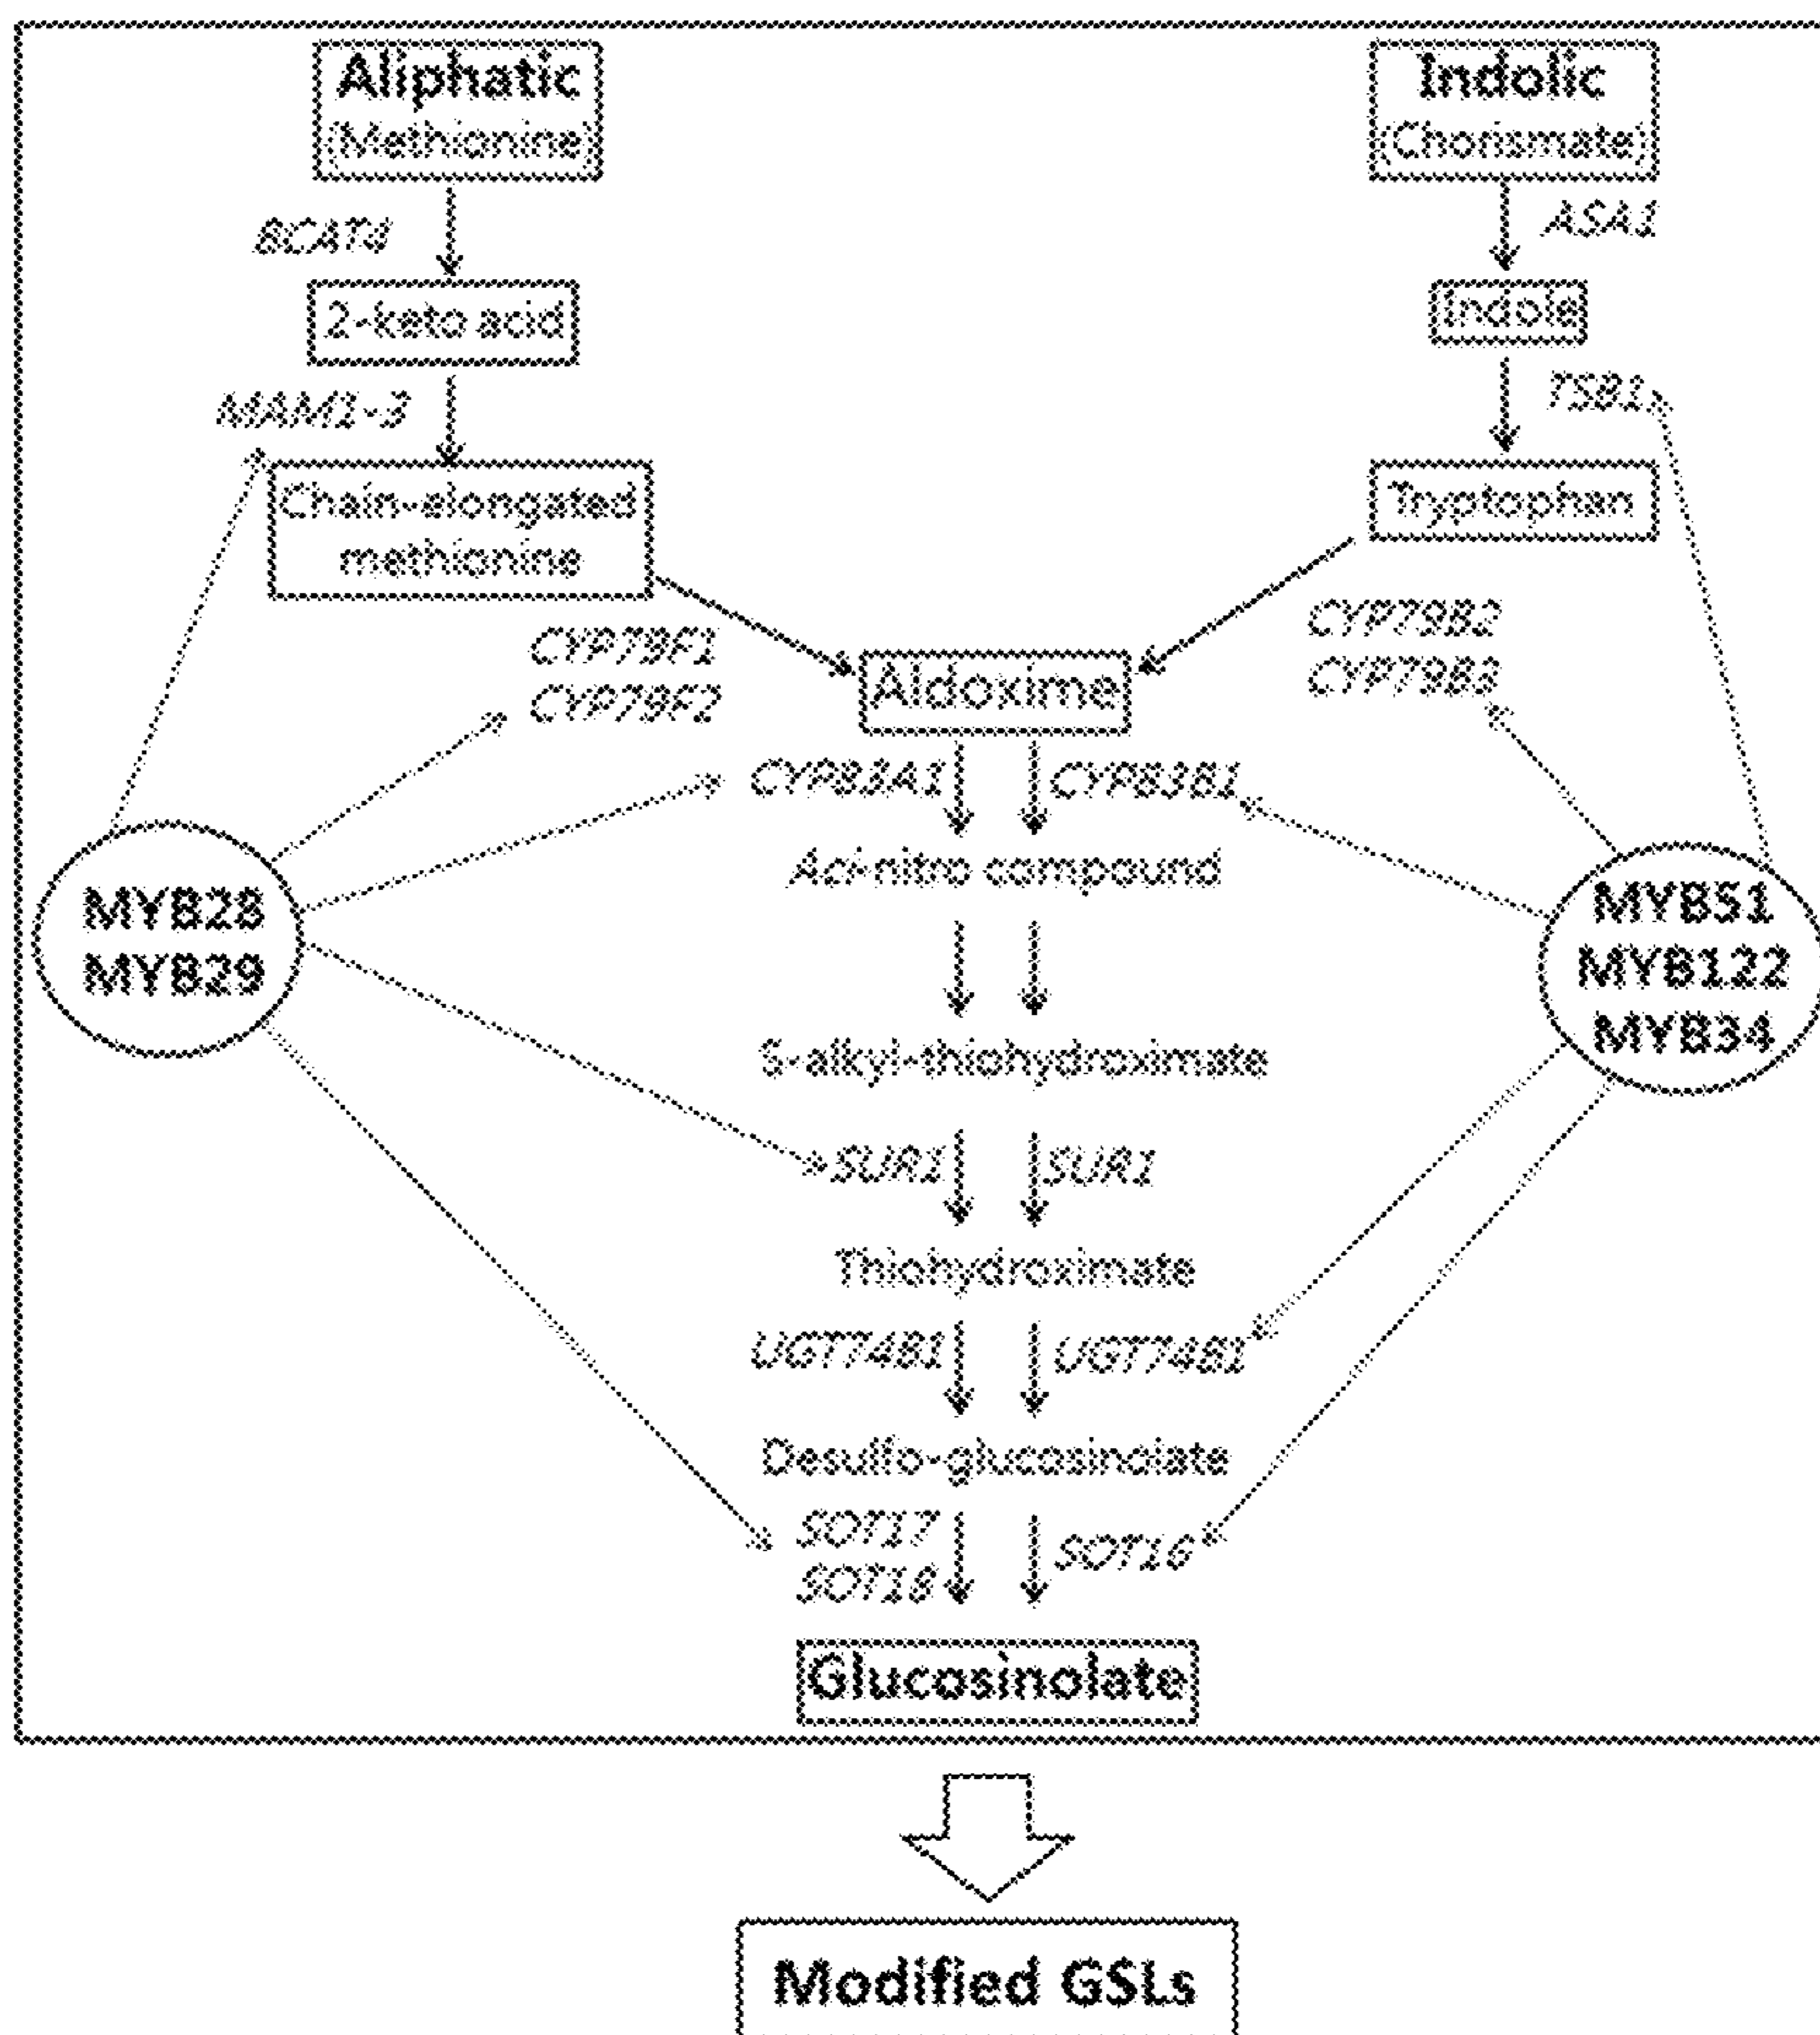 Aliphatic
(Methionine)
Indolic
(Chorismate)
BCAT4
ASA1
2-keto acid
Indole
MAM1-3
TSB1
Chain-elongated
methionine
Tryptophan
CYP79F1
CYP79F2
CYP79B2
CYP79B3
Aldoxime
CYP83A1
CYP83B1
Aci-nitro compound
MYB28
MYB29
MYB51
MYB122
MYB34
S-alkyl-thiohydroximate
SUR1
SUR1
Thiohydroximate
UGT74B1
UGT74B1
Desulfo-glucosinolate
SOT17
SOT18
SOT16
Glucosinolate
Modified GSLs